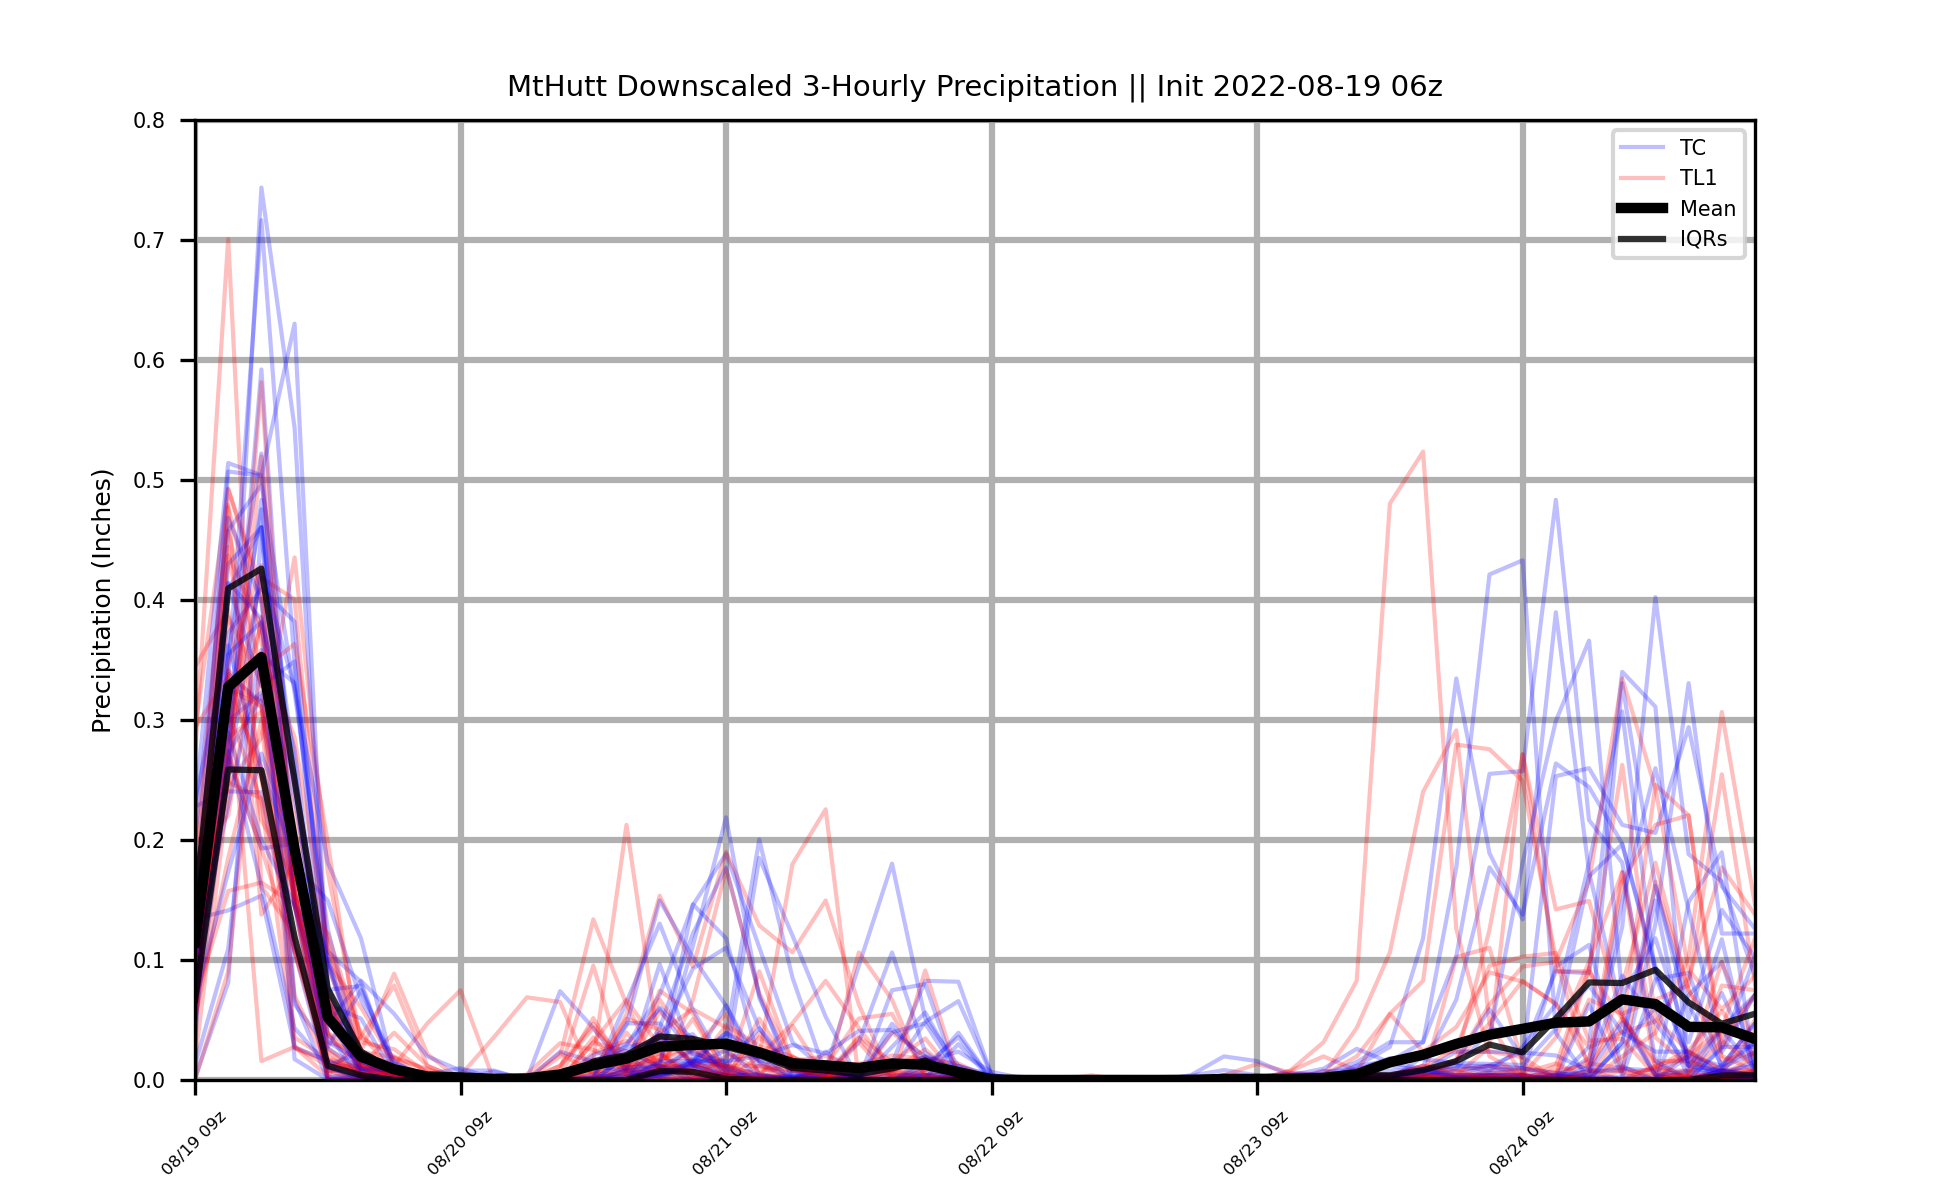 MtHutt Downscaled 3-Hourly Precipitation || Init 2022-08-19 06z
TC
TL1
Mean
IQRs
Precipitation (Inches)
0.8
0.7
0.6
0.5
0.4
0.3
0.2
0.1
0.0
08/19 09z
08/20 09z
08/21 09z
08/22 09z
08/23 09z
08/24 09z